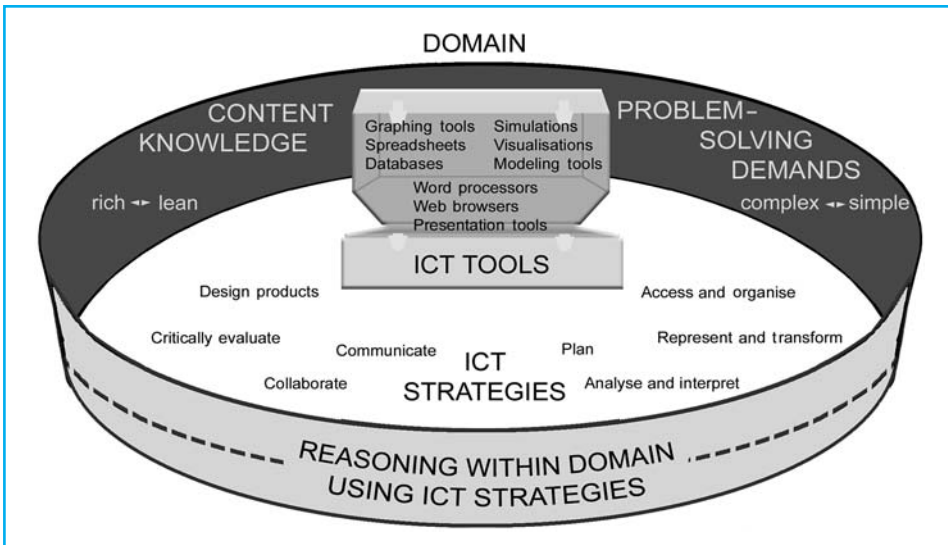 DOMAIN
CONTENT
KNOWLEDGE
rich ◄► lean
Graphing tools
Spreadsheets
Databases
Simulations
Visualisations
Modeling tools
Word processors
Web browsers
Presentation tools
PROBLEM–
SOLVING
DEMANDS
complex ◄► simple
ICT TOOLS
Design products
Access and organise
Critically evaluate
Communicate
Plan
Represent and transform
Collaborate
ICT
STRATEGIES
Analyse and interpret
REASONING WITHIN DOMAIN
USING ICT STRATEGIES